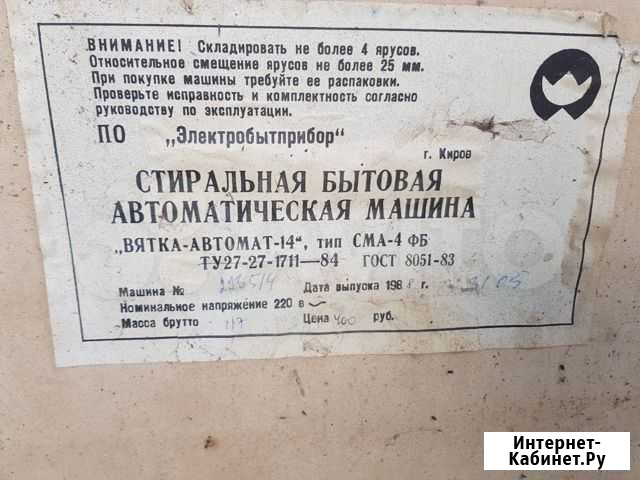 ВНИМАНИЕ! Складировать не более 4 ярусов.
Относительное смещение ярусов не более 25 мм.
При покупке машины требуйте ее распаковки.
Проверьте исправность и комплектность согласно
руководству по эксплуатации.
ПО „Электробытприбор"
г. Киров
СТИРАЛЬНАЯ БЫТОВАЯ
АВТОМАТИЧЕСКАЯ МАШИНА
„ВЯТКА-АВТОМАТ-14“, тип СМА-4 ФБ
ТУ27-27-1711—84 ГОСТ 8051-83
Машина № Дата выпуска 198 г.
Номинальное напряжение 220 в ~
Масса брутто Цена 400 руб.
Интернет-
Кабинет.Ру